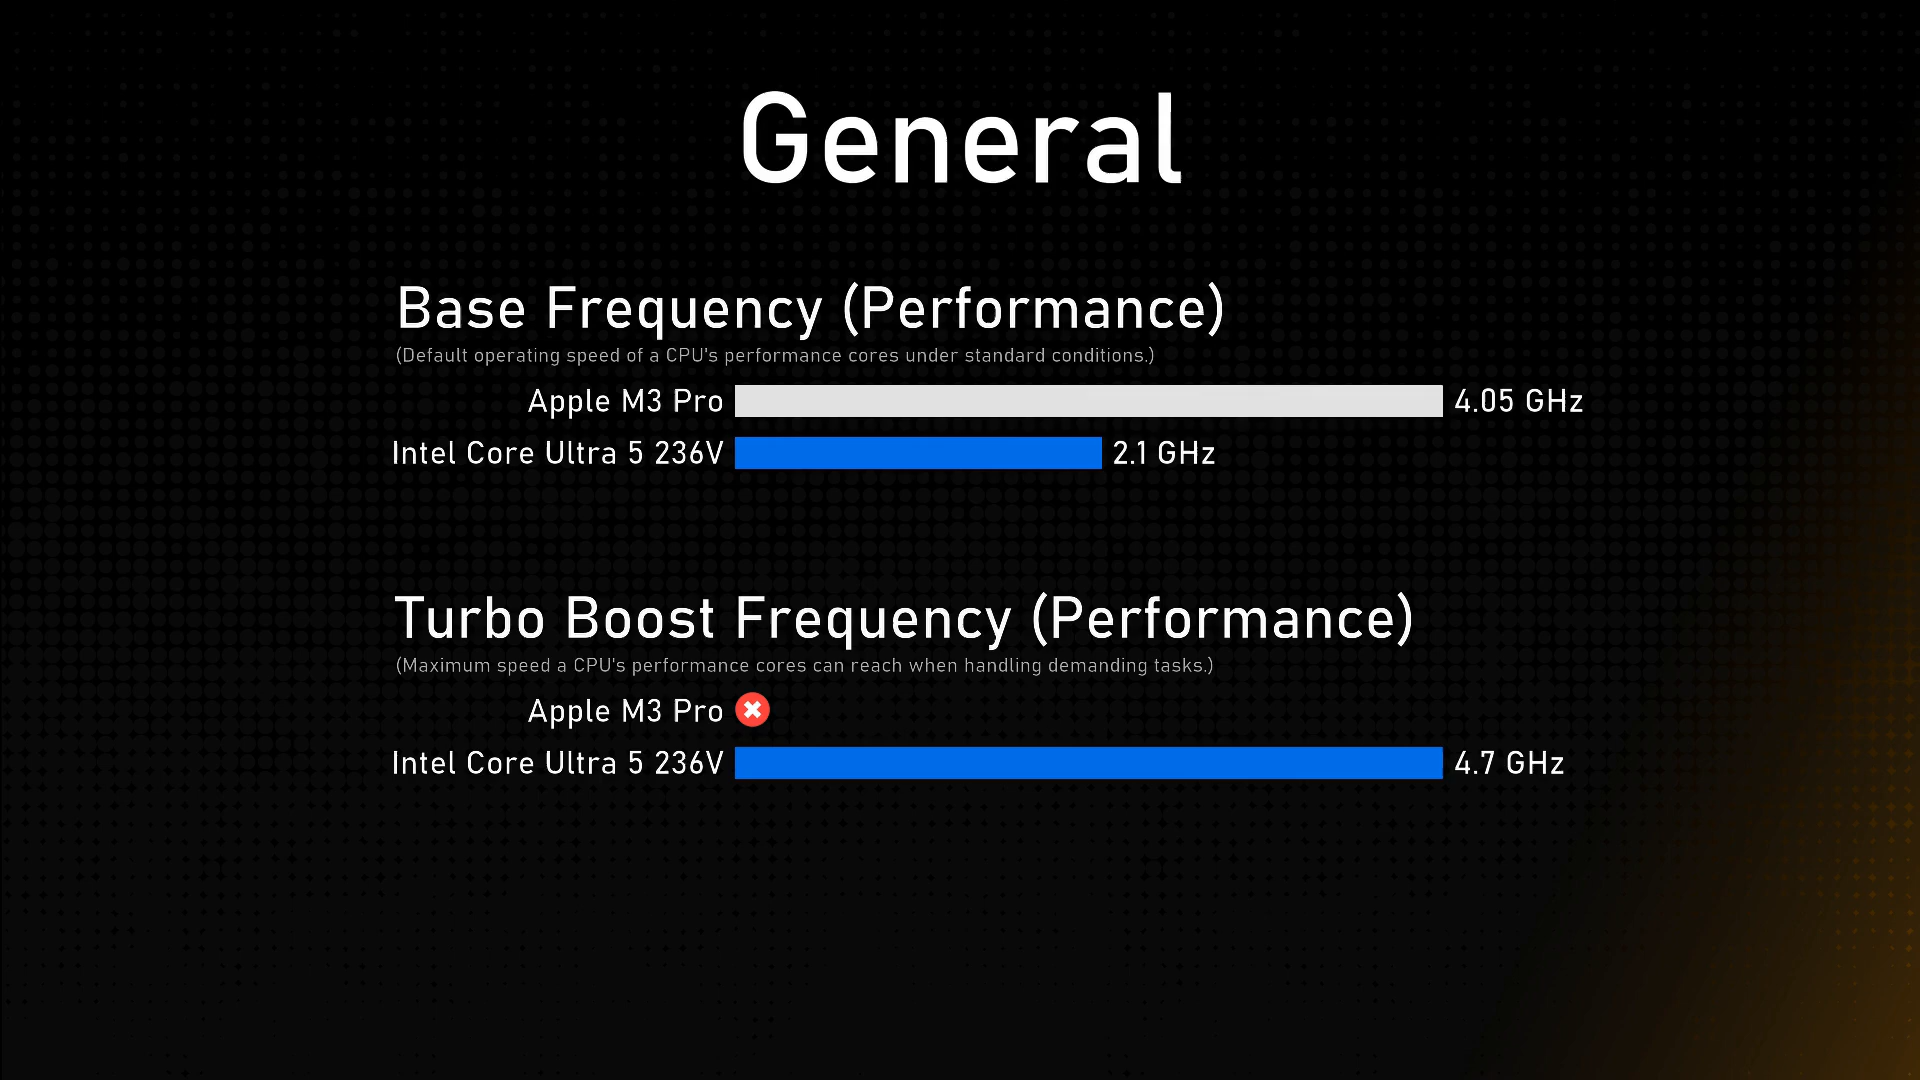 General
Base Frequency (Performance)
(Default operating speed of a CPU's performance cores under standard conditions.)
Apple M3 Pro 4.05 GHz
Intel Core Ultra 5 236V 2.1 GHz
Turbo Boost Frequency (Performance)
(Maximum speed a CPU's performance cores can reach when handling demanding tasks.)
Apple M3 Pro
Intel Core Ultra 5 236V 4.7 GHz